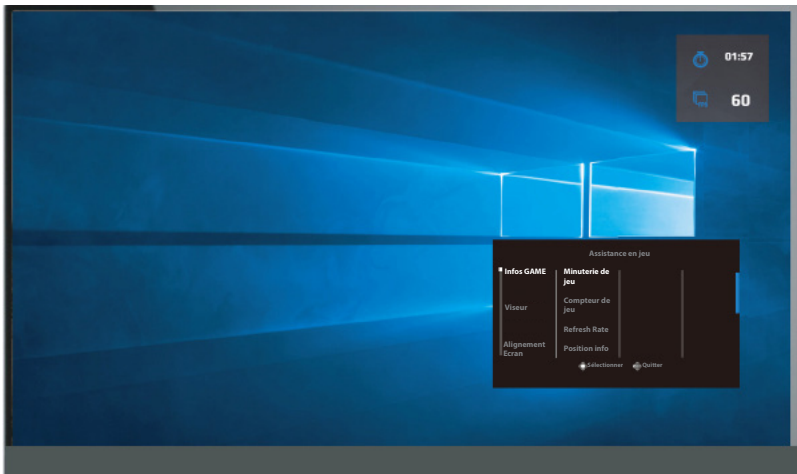 01:57
60
Assistance en jeu
Infos GAME
Minuterie de
jeu
Viseur
Compteur de
jeu
Refresh Rate
Alignement
Ecran
Position info
Sélectionner
Quitter